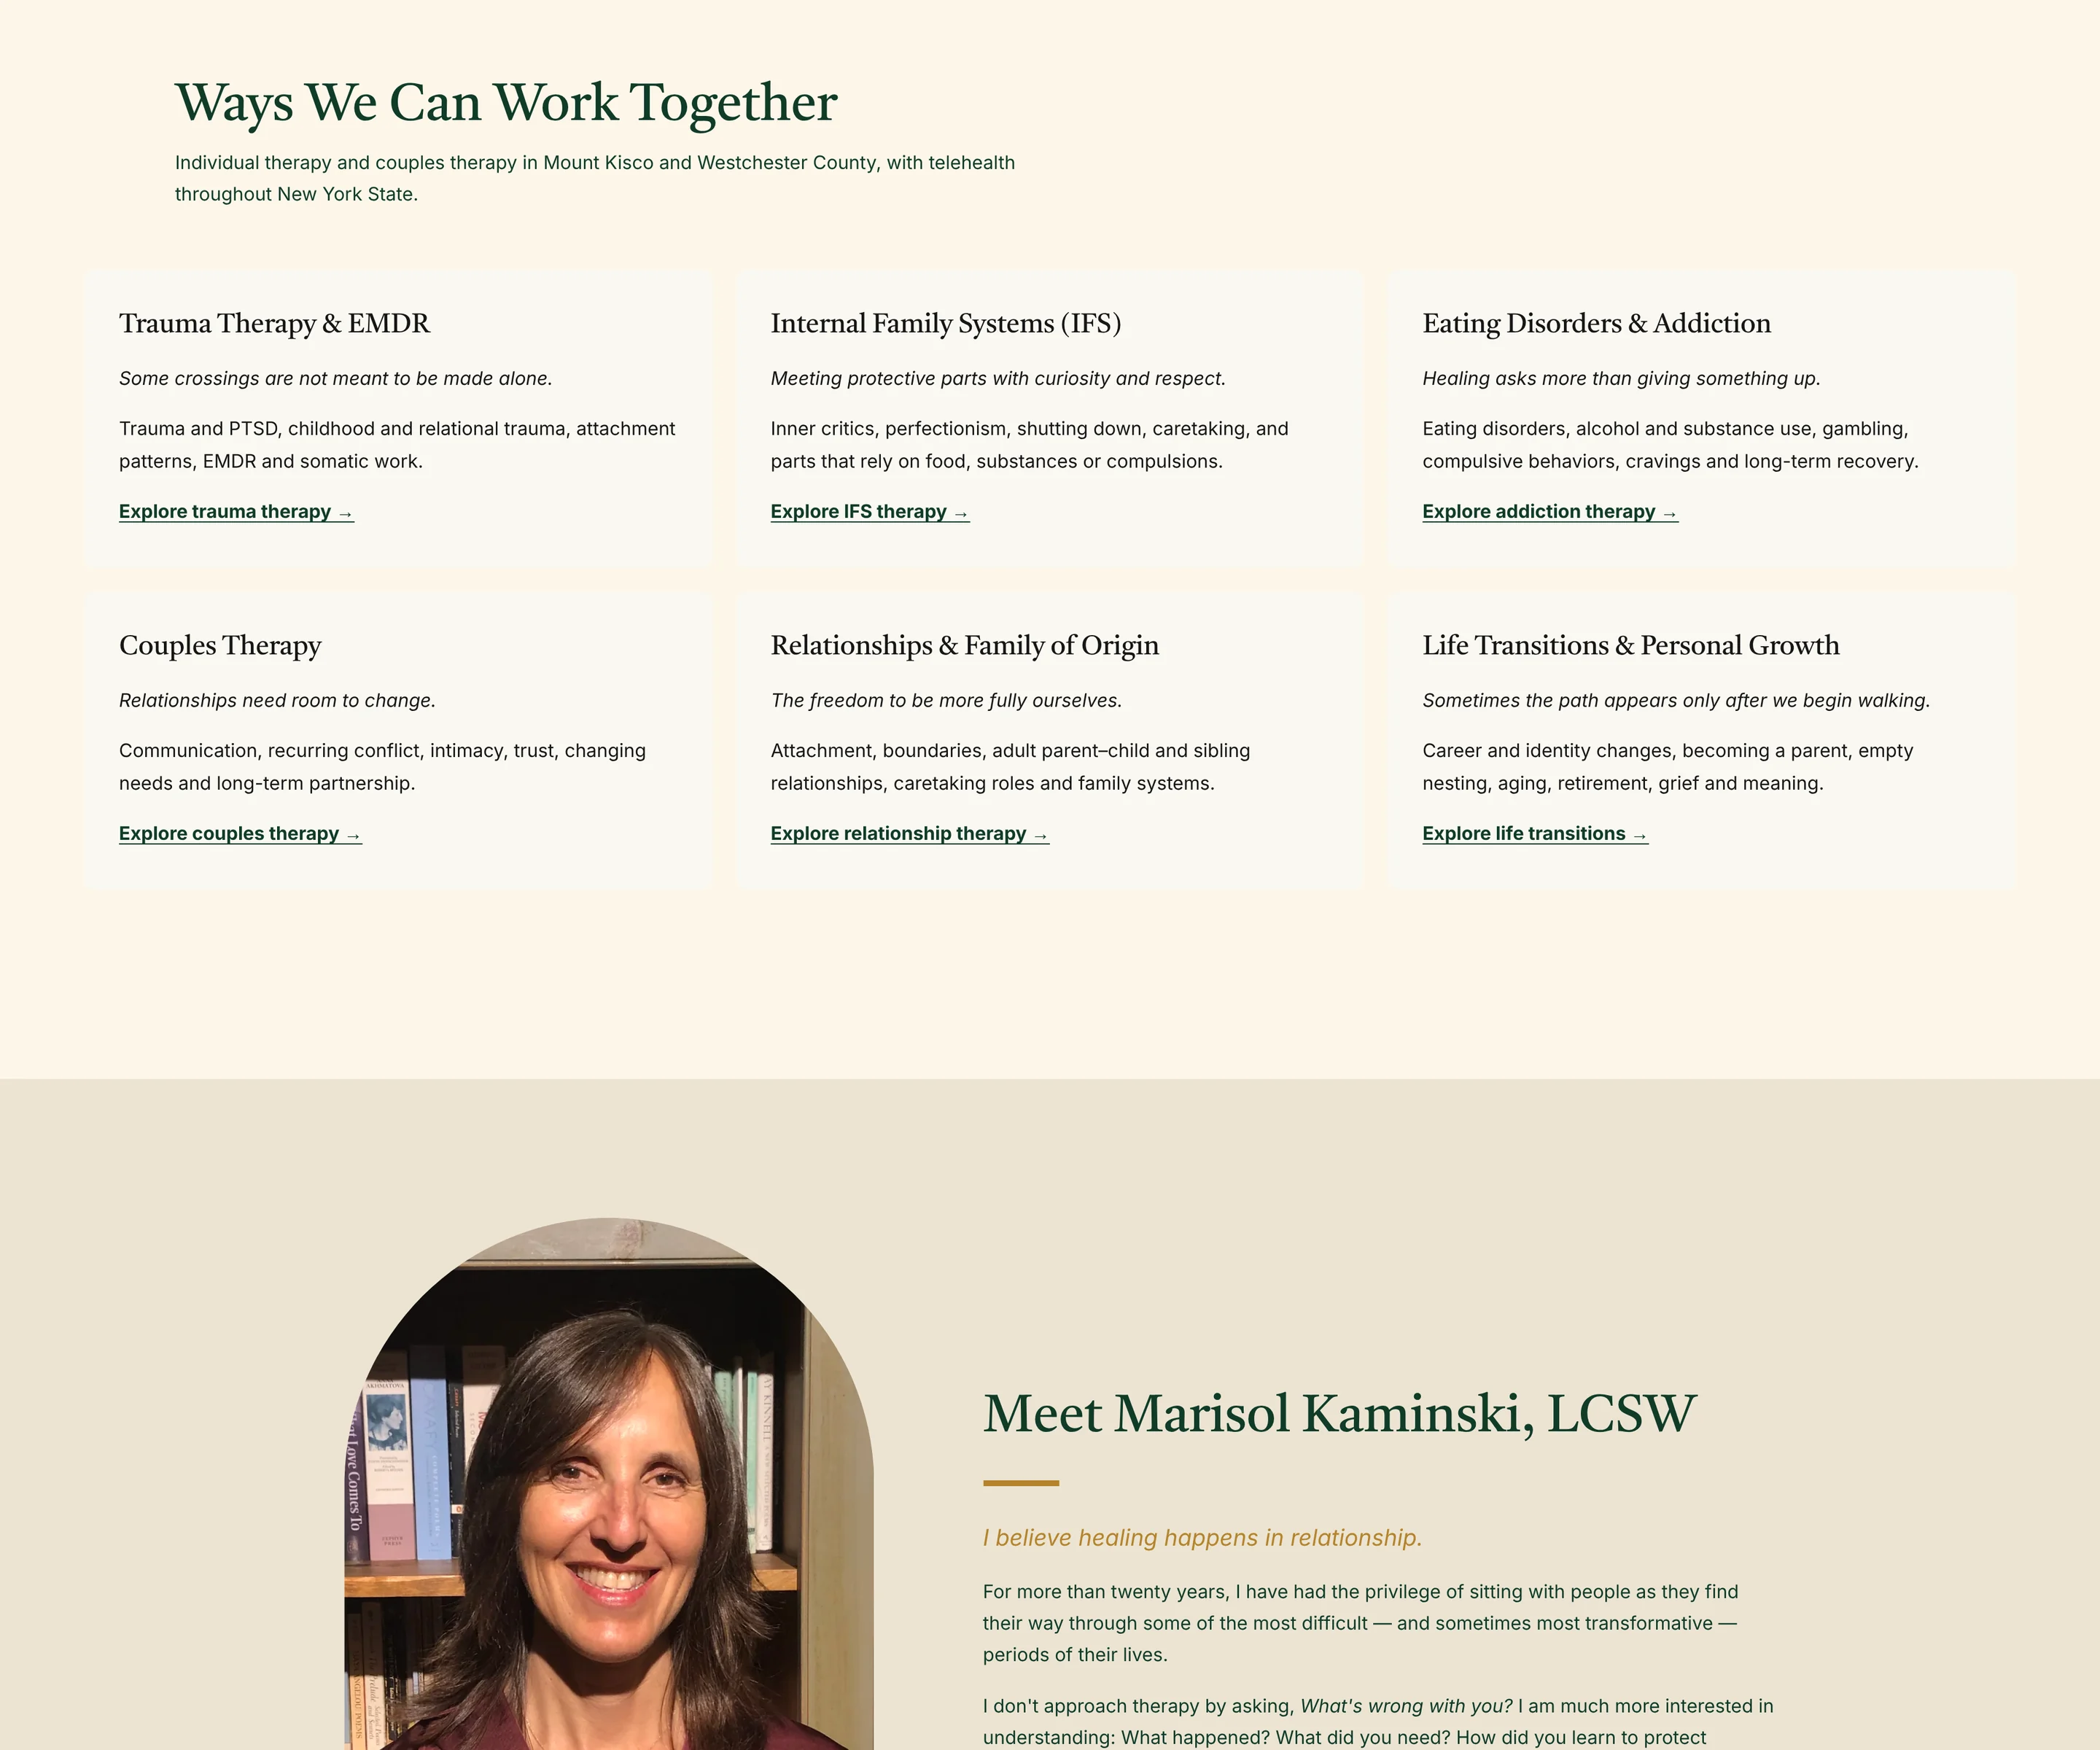 Ways We Can Work Together
Individual therapy and couples therapy in Mount Kisco and Westchester County, with telehealth
throughout New York State.
Trauma Therapy & EMDR
Some crossings are not meant to be made alone.
Trauma and PTSD, childhood and relational trauma, attachment
patterns, EMDR and somatic work.
Explore trauma therapy →
Internal Family Systems (IFS)
Meeting protective parts with curiosity and respect.
Inner critics, perfectionism, shutting down, caretaking, and
parts that rely on food, substances or compulsions.
Explore IFS therapy →
Eating Disorders & Addiction
Healing asks more than giving something up.
Eating disorders, alcohol and substance use, gambling,
compulsive behaviors, cravings and long-term recovery.
Explore addiction therapy →
Couples Therapy
Relationships need room to change.
Communication, recurring conflict, intimacy, trust, changing
needs and long-term partnership.
Explore couples therapy →
Relationships & Family of Origin
The freedom to be more fully ourselves.
Attachment, boundaries, adult parent–child and sibling
relationships, caretaking roles and family systems.
Explore relationship therapy →
Life Transitions & Personal Growth
Sometimes the path appears only after we begin walking.
Career and identity changes, becoming a parent, empty
nesting, aging, retirement, grief and meaning.
Explore life transitions →
AKHMATOVA
at Love Comes To
ZEPHYR
PRESS
KINNELL
Prelude
Meet Marisol Kaminski, LCSW
I believe healing happens in relationship.
For more than twenty years, I have had the privilege of sitting with people as they find
their way through some of the most difficult — and sometimes most transformative —
periods of their lives.
I don't approach therapy by asking, What's wrong with you? I am much more interested in
understanding: What happened? What did you need? How did you learn to protect